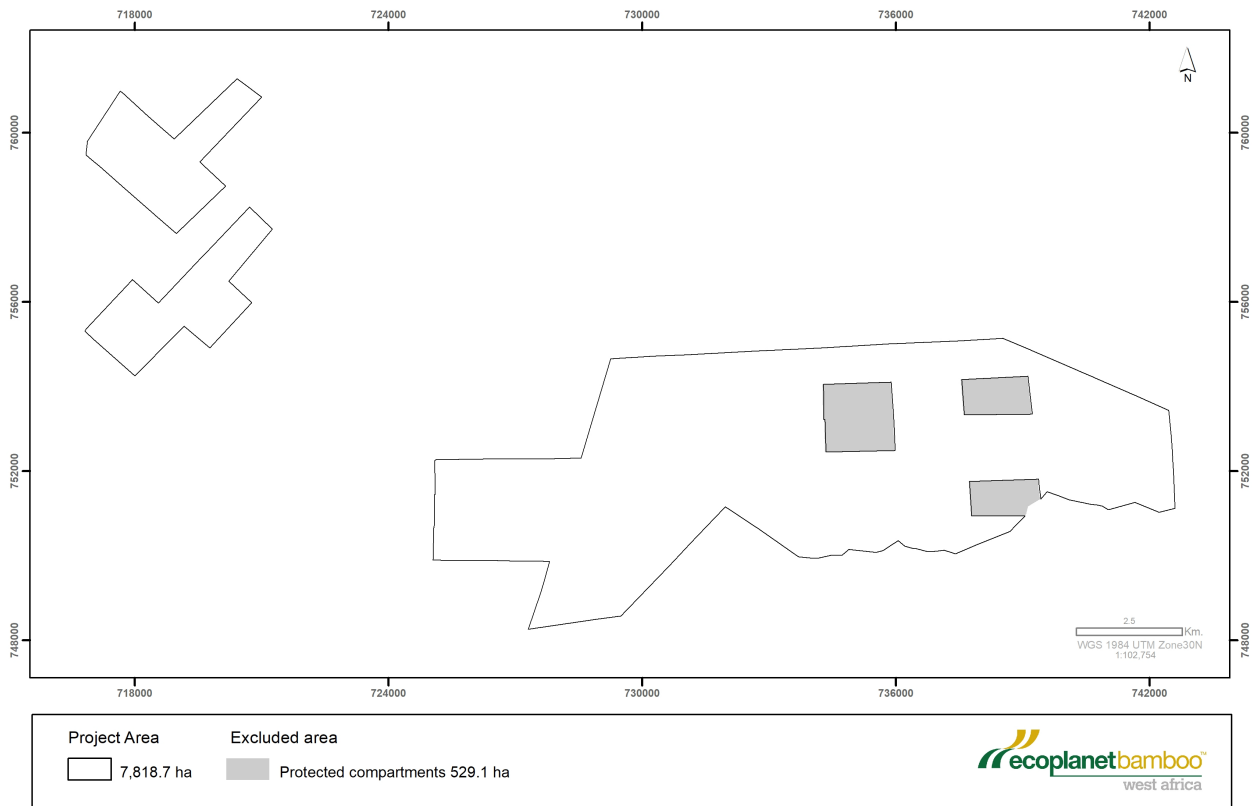 718000 724000 730000 736000 742000
N
760000 760000
756000 756000
752000 752000
748000 748000
2.5
Km.
WGS 1984 UTM Zone30N
1:102,754
718000 724000 730000 736000 742000
Project Area Excluded area
7,818.7 ha Protected compartments 529.1 ha
ecoplanetbamboo™
west africa